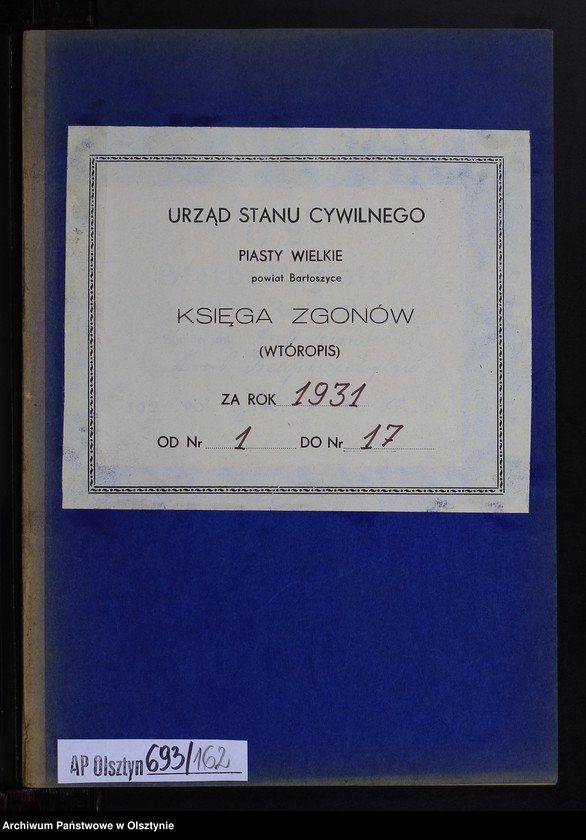 URZĄD STANU CYWILNEGO
PIASTY WIELKIE
powiat Bartoszyce
KSIĘGA ZGONÓW
(WTÓROPIS)
ZA ROK 1931
OD Nr 1 DO Nr 17
AP Olsztyn 693/162
Archiwum Państwowe w Olsztynie